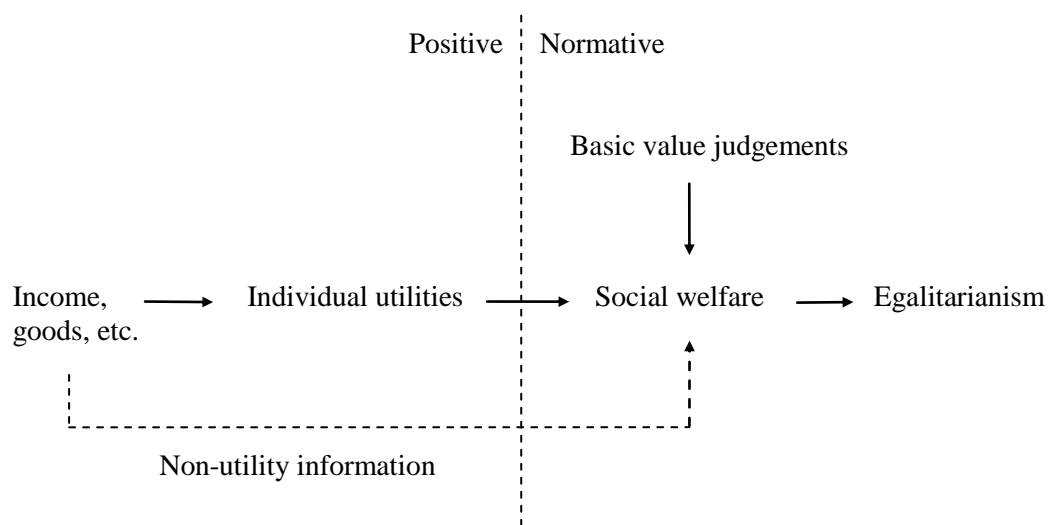 Positive Normative
Basic value judgements
Income, Individual utilities Social welfare Egalitarianism
goods, etc.
Non-utility information